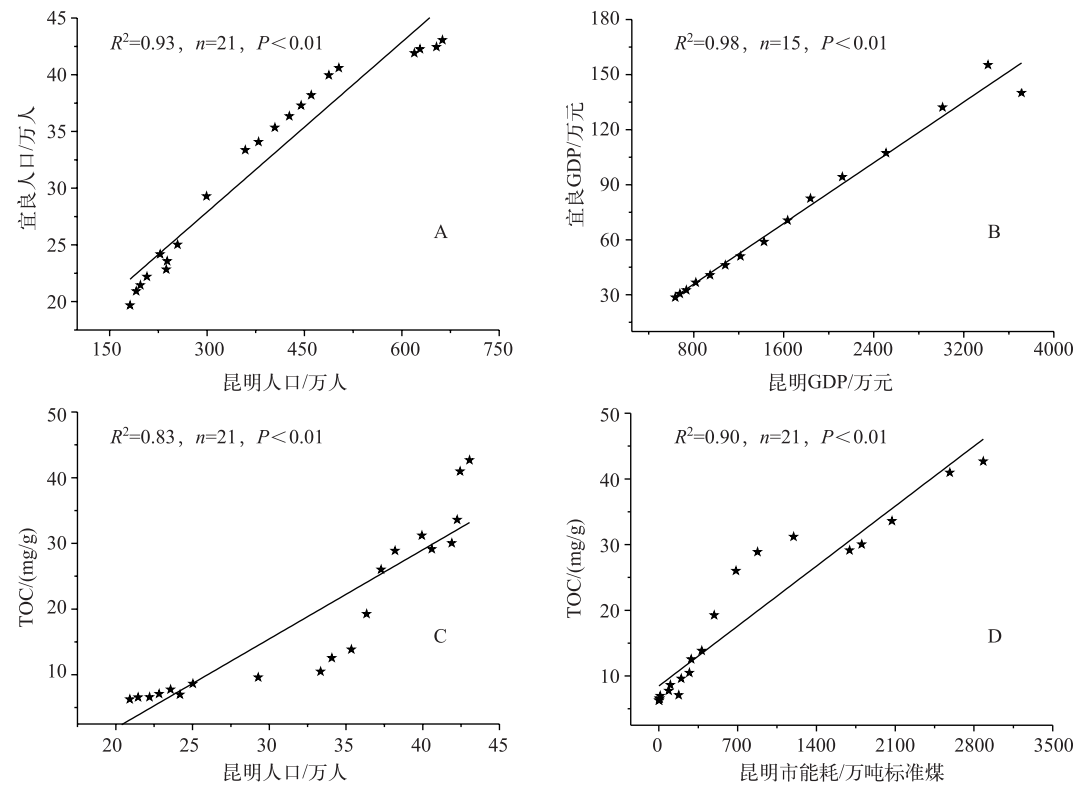 R²=0.93，n=21，P＜0.01
宜良人口/万人
45
40
35
30
25
20
A
150 300 450 600 750
昆明人口/万人
R²=0.98，n=15，P＜0.01
宜良GDP/万元
180
150
120
90
60
30
B
800 1600 2400 3200 4000
昆明GDP/万元
R²=0.83，n=21，P＜0.01
TOC/(mg/g)
50
40
30
20
10
C
20 25 30 35 40 45
昆明人口/万人
R²=0.90，n=21，P＜0.01
TOC/(mg/g)
50
40
30
20
10
D
0 700 1400 2100 2800 3500
昆明市能耗/万吨标准煤